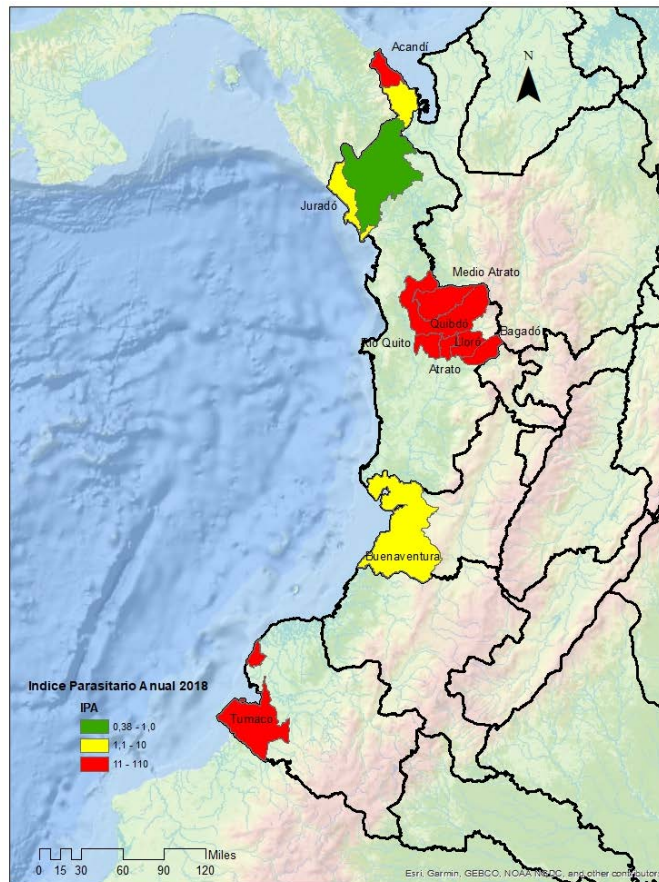 Acandí
N
Juradó
Medio Atrato
Quibdó
Bagadó
Río Quito
Lloró
Atrato
Buenaventura
Indice Parasitario Anual 2018
IPA
0,38 - 1,0
1,1 - 10
11 - 110
Tumaco
Miles
0 15 30 60 90 120
Esri, Garmin, GEBCO, NOAA NGDC, and other contributor